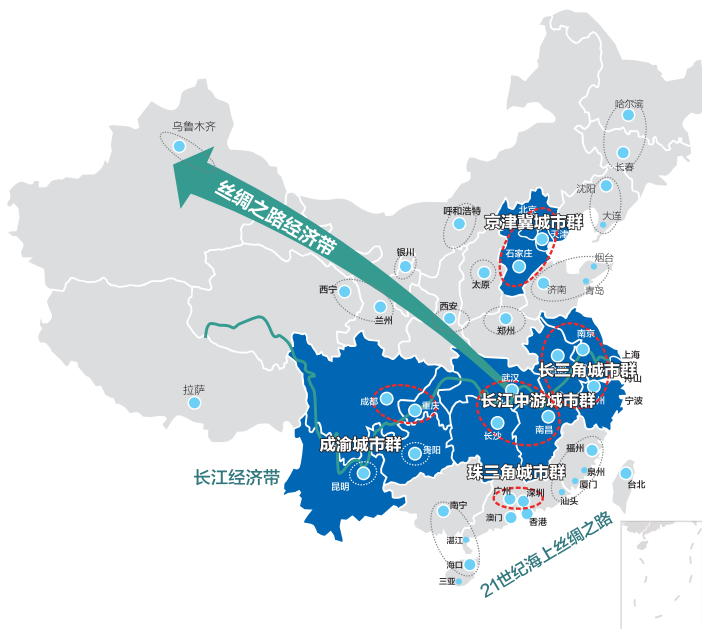 哈尔滨
乌鲁木齐
长春
沈阳
呼和浩特
北京
大连
丝绸之路经济带
京津冀城市群
石家庄
银川
烟台
太原
西宁
济南
青岛
兰州
西安
郑州
南京
上海
长三角城市群
武汉
舟山
拉萨
成都
重庆
长江中游城市群
宁波
长沙
南昌
成渝城市群
贵阳
福州
长江经济带
昆明
珠三角城市群
泉州
厦门
台北
广州
深圳
汕头
南宁
澳门
香港
湛江
21世纪海上丝绸之路
海口
三亚